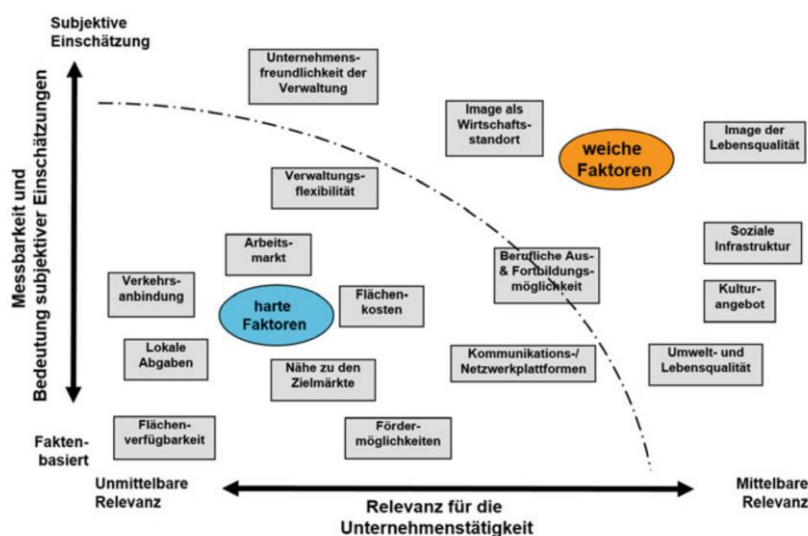 Subjektive
Einschätzung
Messbarkeit und
Bedeutung subjektiver Einschätzungen
Unternehmens-
freundlichkeit der
Verwaltung
Image als
Wirtschafts-
standort
weiche
Faktoren
Image der
Lebensqualität
Verwaltungs-
flexibilität
Arbeits-
markt
Berufliche Aus-
& Fortbildungs-
möglichkeit
Soziale
Infrastruktur
Verkehrs-
anbindung
harte
Faktoren
Flächen-
kosten
Kultur-
angebot
Lokale
Abgaben
Nähe zu den
Zielmärkte
Kommunikations-/
Netzwerkplattformen
Umwelt- und
Lebensqualität
Flächen-
verfügbarkeit
Förder-
möglichkeiten
Fakten-
basiert
Unmittelbare
Relevanz
Relevanz für die
Unternehmenstätigkeit
Mittelbare
Relevanz